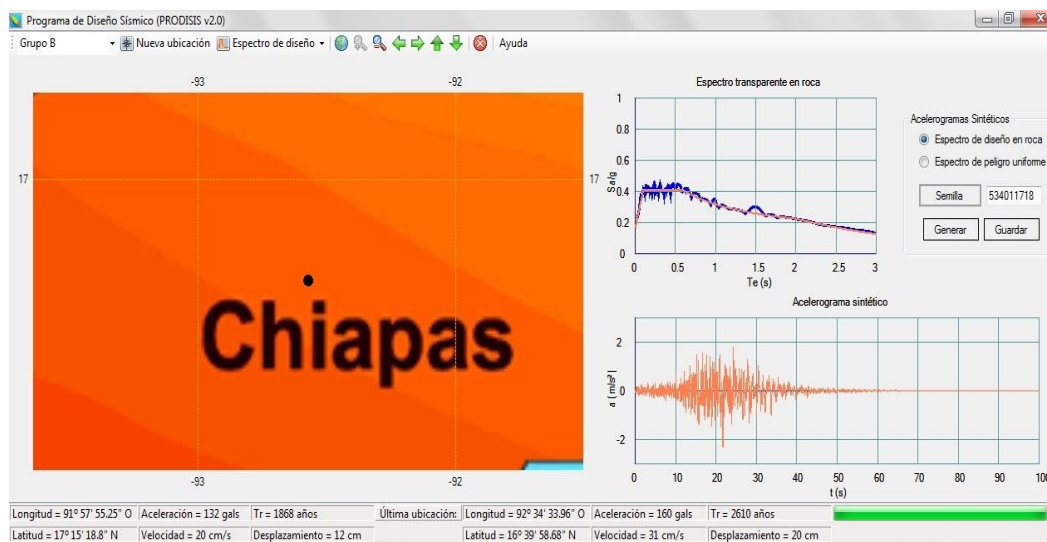 Programa de Diseño Sísmico (PRODISIS v2.0)
Grupo B Nueva ubicación Espectro de diseño Ayuda
-93 -92
17 17
Chiapas
-93 -92
Espectro transparente en roca
1
0.8
0.6
0.4
0.2
0
Sa/g
0 0.5 1 1.5 2 2.5 3
Te (s)
Acelerogramas Sintéticos
Espectro de diseño en roca
Espectro de peligro uniforme
Semilla 534011718
Generar Guardar
Acelerograma sintético
2
0
-2
a ( m/s² )
0 10 20 30 40 50 60 70 80 90 100
t (s)
Longitud = 91º 57' 55.25" O Aceleración = 132 gals Tr = 1868 años Última ubicación: Longitud = 92º 34' 33.96" O Aceleración = 160 gals Tr = 2610 años
Latitud = 17º 15' 18.8" N Velocidad = 20 cm/s Desplazamiento = 12 cm Latitud = 16º 39' 58.68" N Velocidad = 31 cm/s Desplazamiento = 20 cm